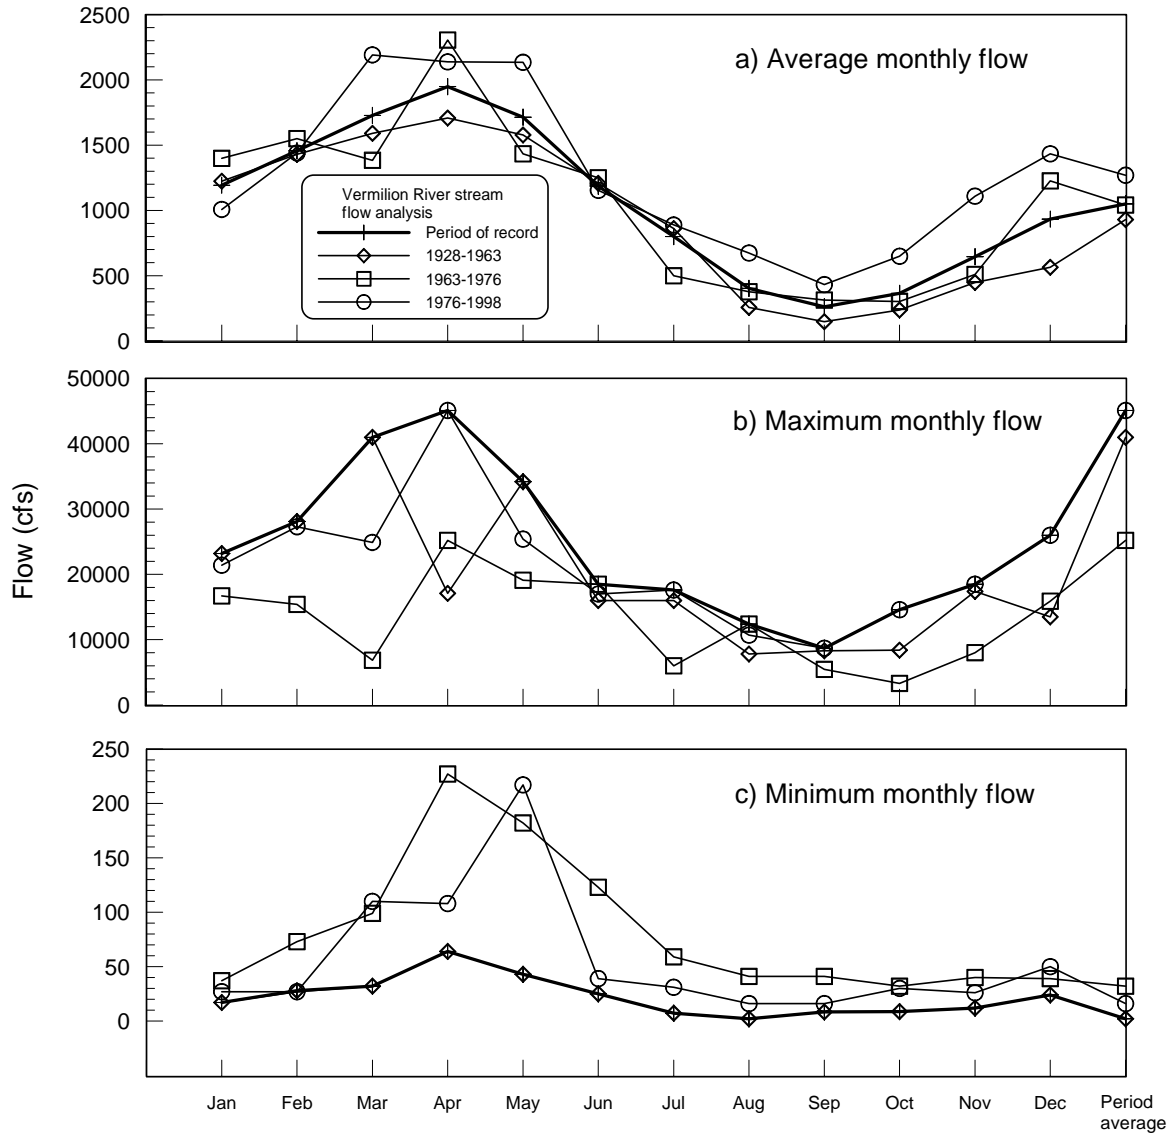 2500
2000
1500
1000
500
0
a) Average monthly flow
Vermilion River stream
flow analysis
Period of record
1928-1963
1963-1976
1976-1998
50000
40000
30000
20000
10000
0
b) Maximum monthly flow
Flow (cfs)
250
200
150
100
50
0
c) Minimum monthly flow
Jan Feb Mar Apr May Jun Jul Aug Sep Oct Nov Dec Period
average